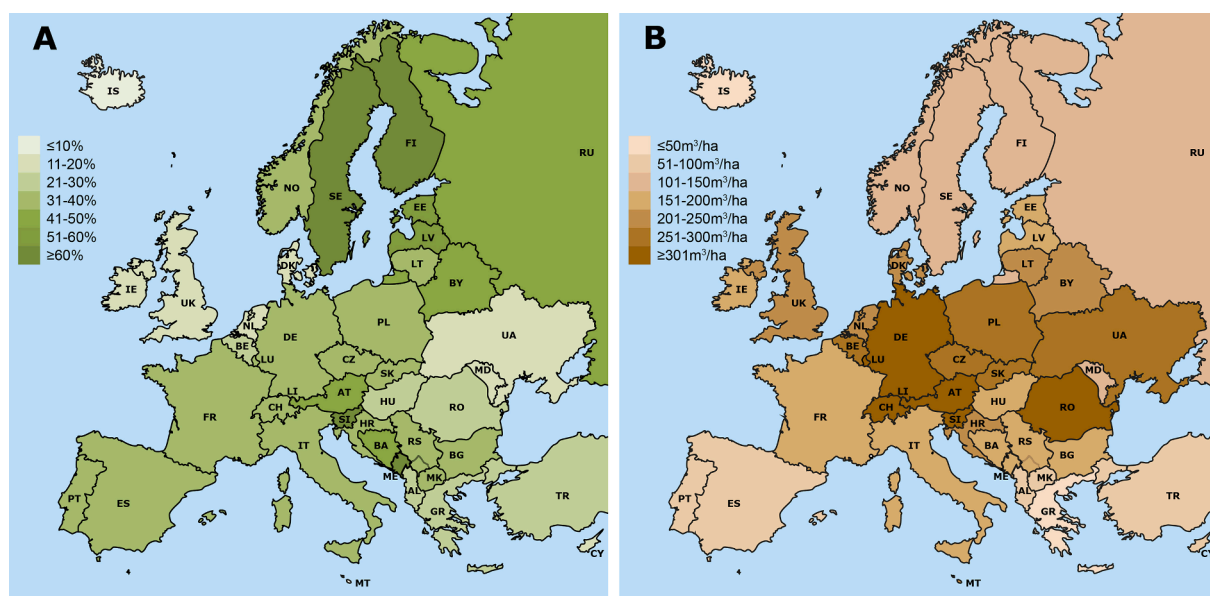 A
IS
≤10%
11-20%
21-30%
31-40%
41-50%
51-60%
≥60%
RU
FI
NO
SE
EE
LV
LT
DK
BY
IE
UK
NL
BE
DE
PL
UA
LU
CZ
SK
MD
LI
AT
CH
HU
RO
FR
SI
HR
IT
BA
RS
BG
ME
MK
AL
PT
ES
GR
TR
CY
MT
B
IS
≤50m³/ha
51-100m³/ha
101-150m³/ha
151-200m³/ha
201-250m³/ha
251-300m³/ha
≥301m³/ha
RU
FI
NO
SE
EE
LV
LT
DK
BY
IE
UK
NL
BE
DE
PL
UA
LU
CZ
SK
MD
LI
AT
CH
HU
RO
FR
SI
HR
IT
BA
RS
BG
ME
MK
AL
PT
ES
GR
TR
CY
MT